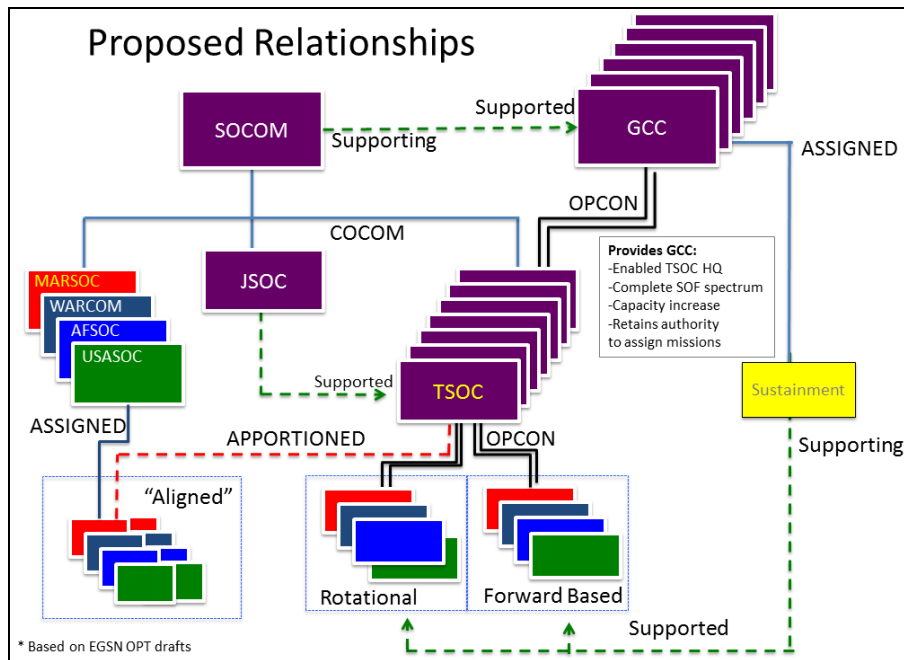 Proposed Relationships
SOCOM
Supporting
Supported
GCC
ASSIGNED
OPCON
COCOM
Provides GCC:
-Enabled TSOC HQ
-Complete SOF spectrum
-Capacity increase
-Retains authority
to assign missions
MARSOC
WARCOM
AFSOC
USASOC
JSOC
Supported
TSOC
Sustainment
ASSIGNED
APPORTIONED
OPCON
Supporting
“Aligned”
Rotational
Forward Based
Supported
* Based on EGSN OPT drafts